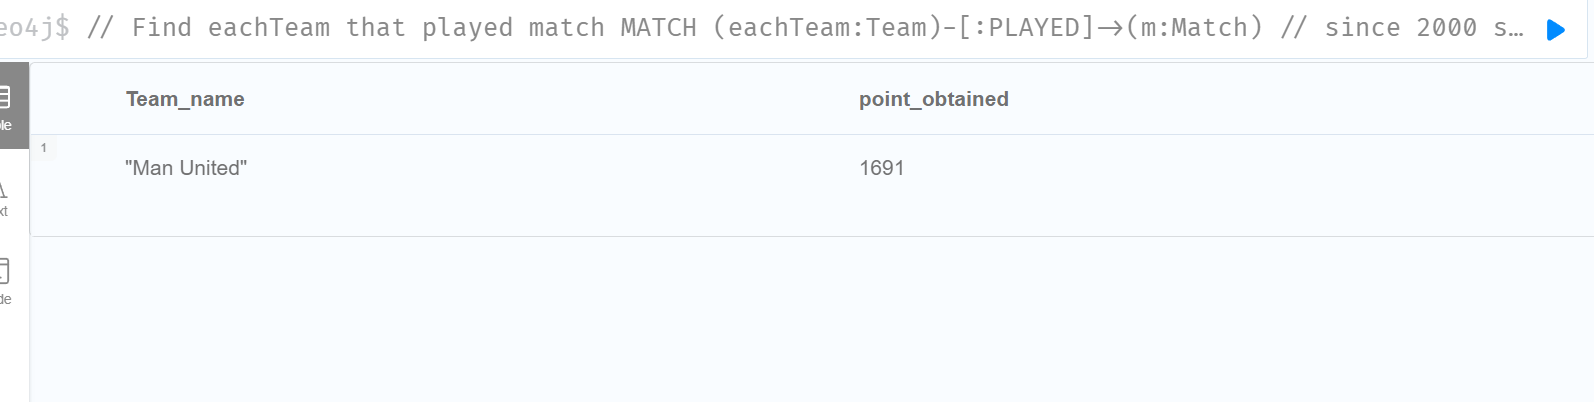 eo4j$ // Find eachTeam that played match MATCH (eachTeam:Team)-[:PLAYED]->(m:Match) // since 2000 s…
Team_name point_obtained
1
"Man United" 1691
le
xt
de